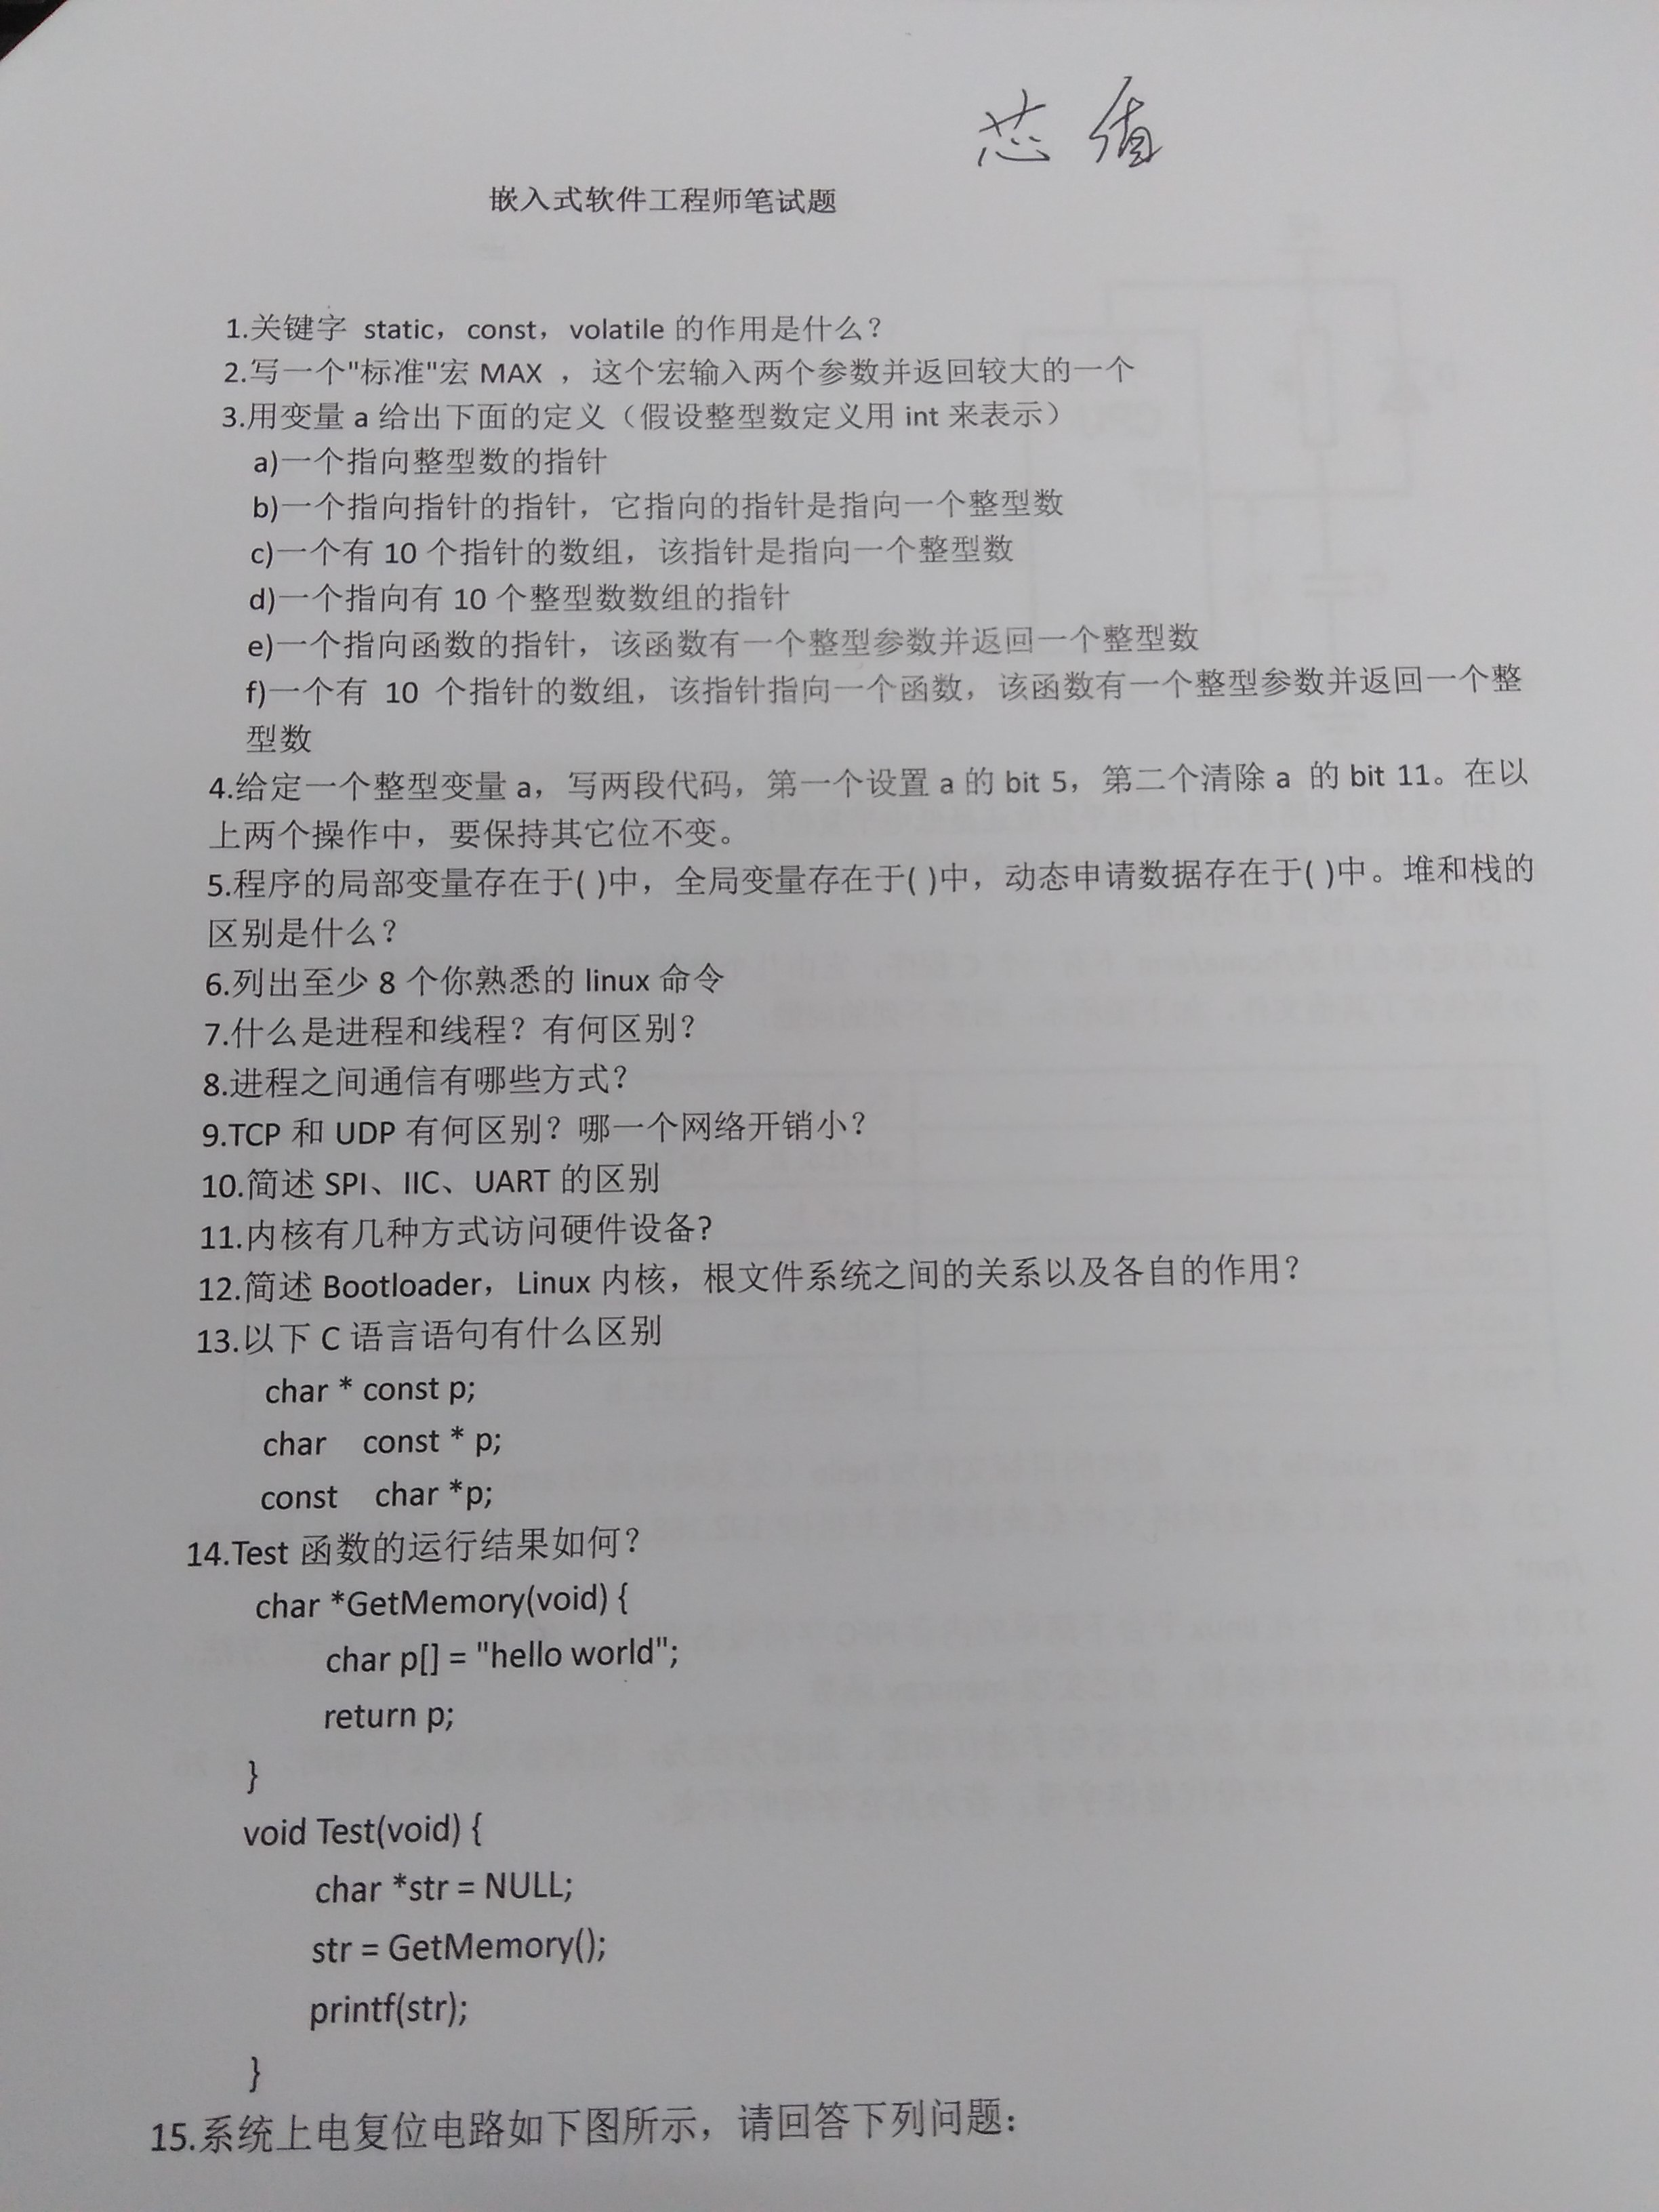 芯盾
嵌入式软件工程师笔试题
1.关键字 static，const，volatile 的作用是什么？
2.写一个"标准"宏 MAX ，这个宏输入两个参数并返回较大的一个
3.用变量 a 给出下面的定义（假设整型数定义用 int 来表示）
a)一个指向整型数的指针
b)一个指向指针的指针，它指向的指针是指向一个整型数
c)一个有 10 个指针的数组，该指针是指向一个整型数
d)一个指向有 10 个整型数数组的指针
e)一个指向函数的指针，该函数有一个整型参数并返回一个整型数
f)一个有 10 个指针的数组，该指针指向一个函数，该函数有一个整型参数并返回一个整
型数
4.给定一个整型变量 a，写两段代码，第一个设置 a 的 bit 5，第二个清除 a 的 bit 11。在以
上两个操作中，要保持其它位不变。
5.程序的局部变量存在于( )中，全局变量存在于( )中，动态申请数据存在于( )中。堆和栈的
区别是什么？
6.列出至少 8 个你熟悉的 linux 命令
7.什么是进程和线程？有何区别？
8.进程之间通信有哪些方式？
9.TCP 和 UDP 有何区别？哪一个网络开销小？
10.简述 SPI、IIC、UART 的区别
11.内核有几种方式访问硬件设备?
12.简述 Bootloader，Linux 内核，根文件系统之间的关系以及各自的作用？
13.以下 C 语言语句有什么区别
char * const p;
char const * p;
const char *p;
14.Test 函数的运行结果如何？
char *GetMemory(void) {
char p[] = "hello world";
return p;
}
void Test(void) {
char *str = NULL;
str = GetMemory();
printf(str);
}
15.系统上电复位电路如下图所示，请回答下列问题：